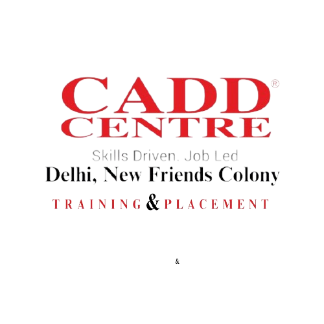 CADD®
CENTRE
Skills Driven. Job Led
Delhi, New Friends Colony
TRAINING & PLACEMENT
&